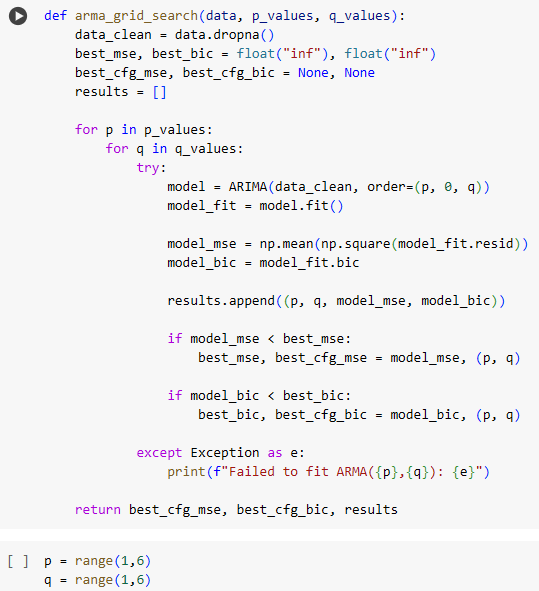 def arma_grid_search(data, p_values, q_values):
    data_clean = data.dropna()
    best_mse, best_bic = float("inf"), float("inf")
    best_cfg_mse, best_cfg_bic = None, None
    results = []

    for p in p_values:
        for q in q_values:
            try:
                model = ARIMA(data_clean, order=(p, 0, q))
                model_fit = model.fit()

                model_mse = np.mean(np.square(model_fit.resid))
                model_bic = model_fit.bic

                results.append((p, q, model_mse, model_bic))

                if model_mse < best_mse:
                    best_mse, best_cfg_mse = model_mse, (p, q)

                if model_bic < best_bic:
                    best_bic, best_cfg_bic = model_bic, (p, q)

            except Exception as e:
                print(f"Failed to fit ARMA({p},{q}): {e}")

    return best_cfg_mse, best_cfg_bic, results

[ ] p = range(1,6)
    q = range(1,6)